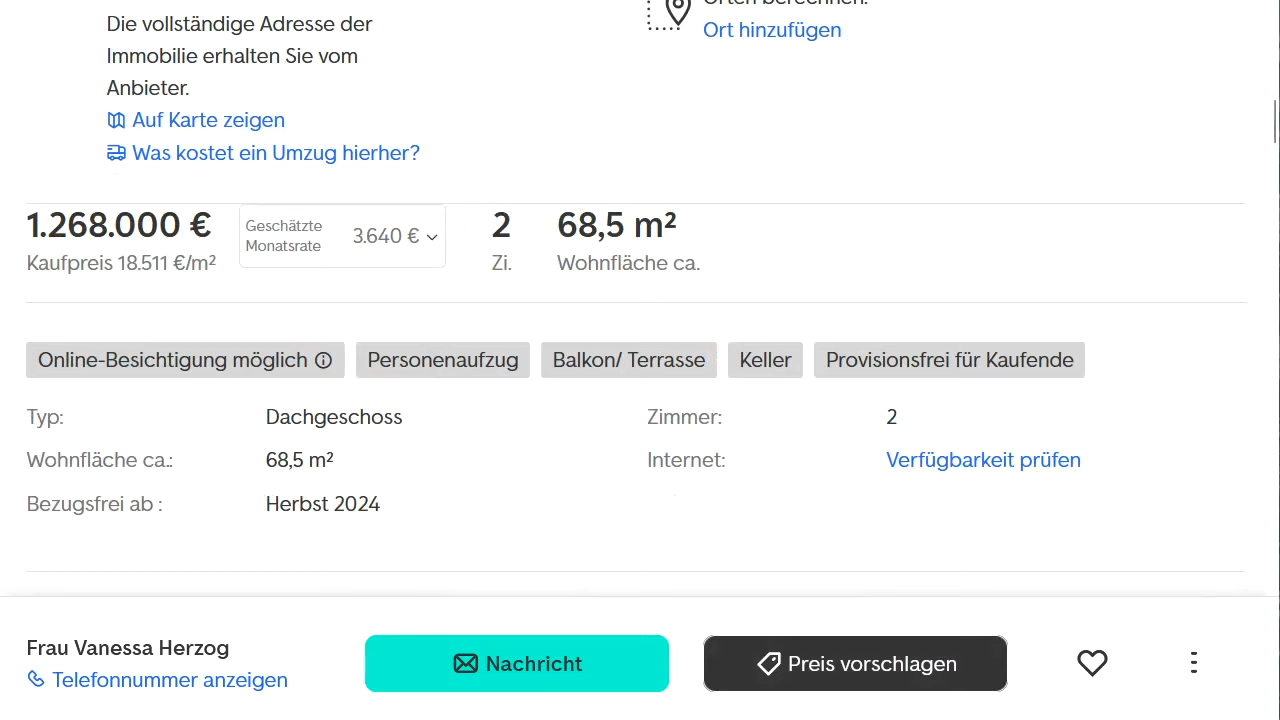 Die vollständige Adresse der
Immobilie erhalten Sie vom
Anbieter.
Auf Karte zeigen
Was kostet ein Umzug hierher?
Orten berechnen.
Ort hinzufügen
1.268.000 €
Kaufpreis 18.511 €/m²
Geschätzte
Monatsrate
3.640 €
2
Zi.
68,5 m²
Wohnfläche ca.
Online-Besichtigung möglich
Personenaufzug
Balkon/ Terrasse
Keller
Provisionsfrei für Kaufende
Typ:
Dachgeschoss
Zimmer:
2
Wohnfläche ca.:
68,5 m²
Internet:
Verfügbarkeit prüfen
Bezugsfrei ab :
Herbst 2024
Frau Vanessa Herzog
Telefonnummer anzeigen
Nachricht
Preis vorschlagen